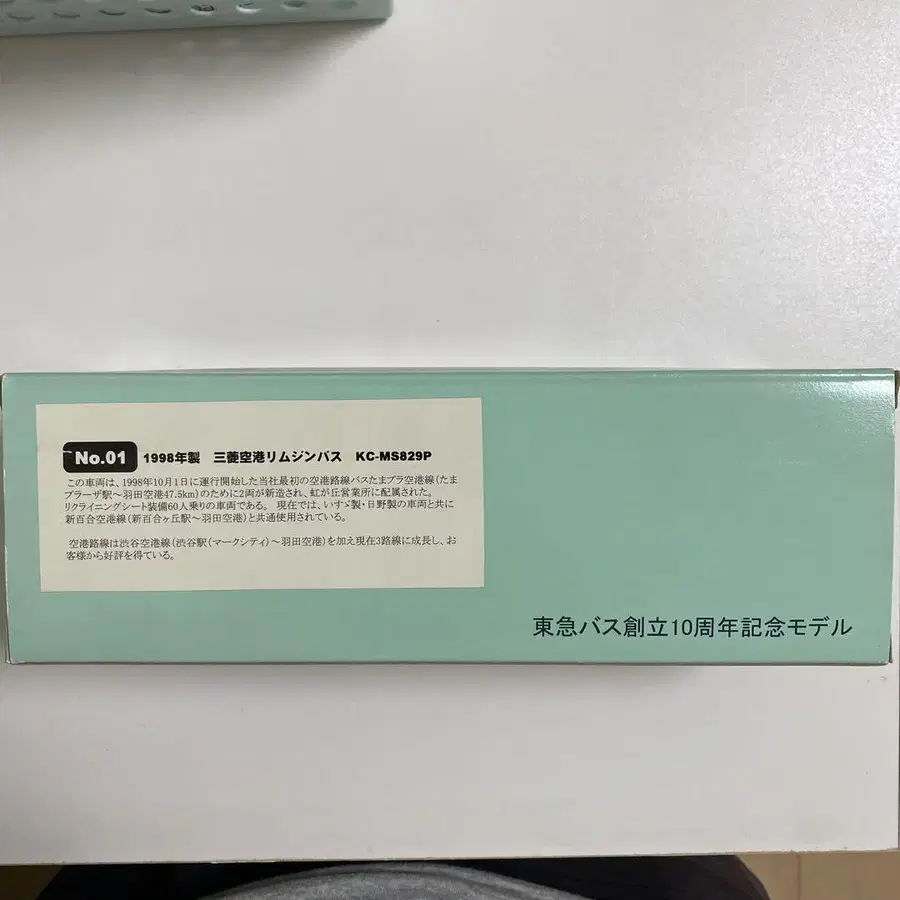 No.01 1998年製 三菱空港リムジンバス KC-MS829P
この車両は、1998年10月1日に運行開始した当社最初の空港路線バスたまプラ空港線(たま
プラーザ駅～羽田空港47.5km)のために2両が新造され、虹が丘営業所に配属された。
リクライニングシート装備60人乗りの車両である。 現在では、いすゞ製・日野製の車両と共に
新百合空港線(新百合ヶ丘駅～羽田空港)と共通使用されている。
空港路線は渋谷空港線(渋谷駅(マークシティ)～羽田空港)を加え現在3路線に成長し、お
客様から好評を得ている。
東急バス創立10周年記念モデル